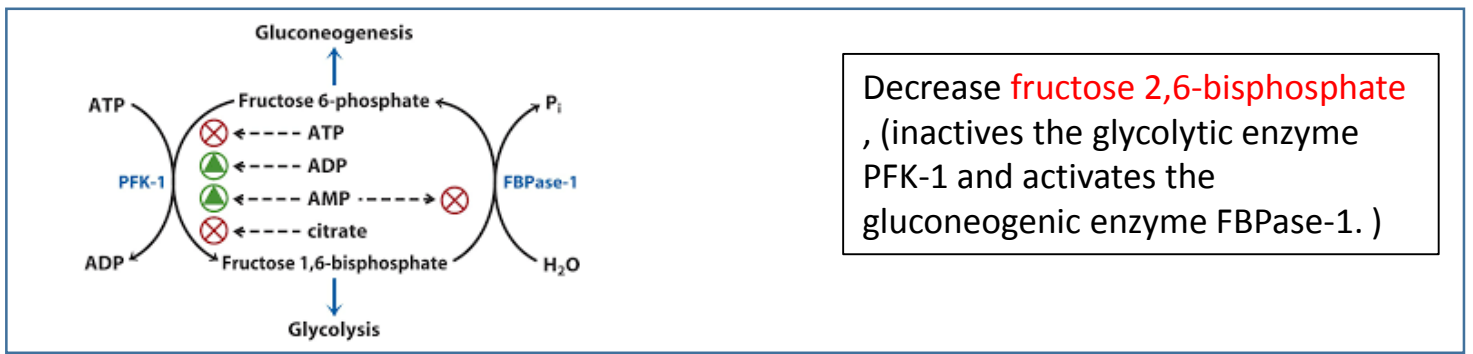 Gluconeogenesis
ATP
Fructose 6-phosphate
Pi
ATP
ADP
PFK-1
AMP
FBPase-1
citrate
ADP
Fructose 1,6-bisphosphate
H2O
Glycolysis
Decrease fructose 2,6-bisphosphate
, (inactives the glycolytic enzyme
PFK-1 and activates the
gluconeogenic enzyme FBPase-1. )